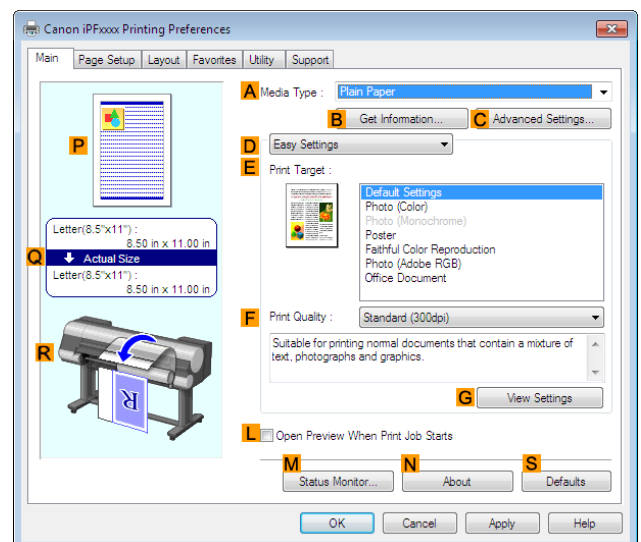 Canon iPFxxxx Printing Preferences
Main Page Setup Layout Favorites Utility Support
A Media Type : Plain Paper
B Get Information... C Advanced Settings...
D Easy Settings
E Print Target :
Default Settings
Photo (Color)
Photo (Monochrome)
Poster
Faithful Color Reproduction
Photo (Adobe RGB)
Office Document
F Print Quality : Standard (300dpi)
Suitable for printing normal documents that contain a mixture of
text, photographs and graphics.
G View Settings
P
Letter(8.5"x11") :
8.50 in x 11.00 in
Q Actual Size
Letter(8.5"x11") :
8.50 in x 11.00 in
R
R
L Open Preview When Print Job Starts
M Status Monitor... N About S Defaults
OK Cancel Apply Help